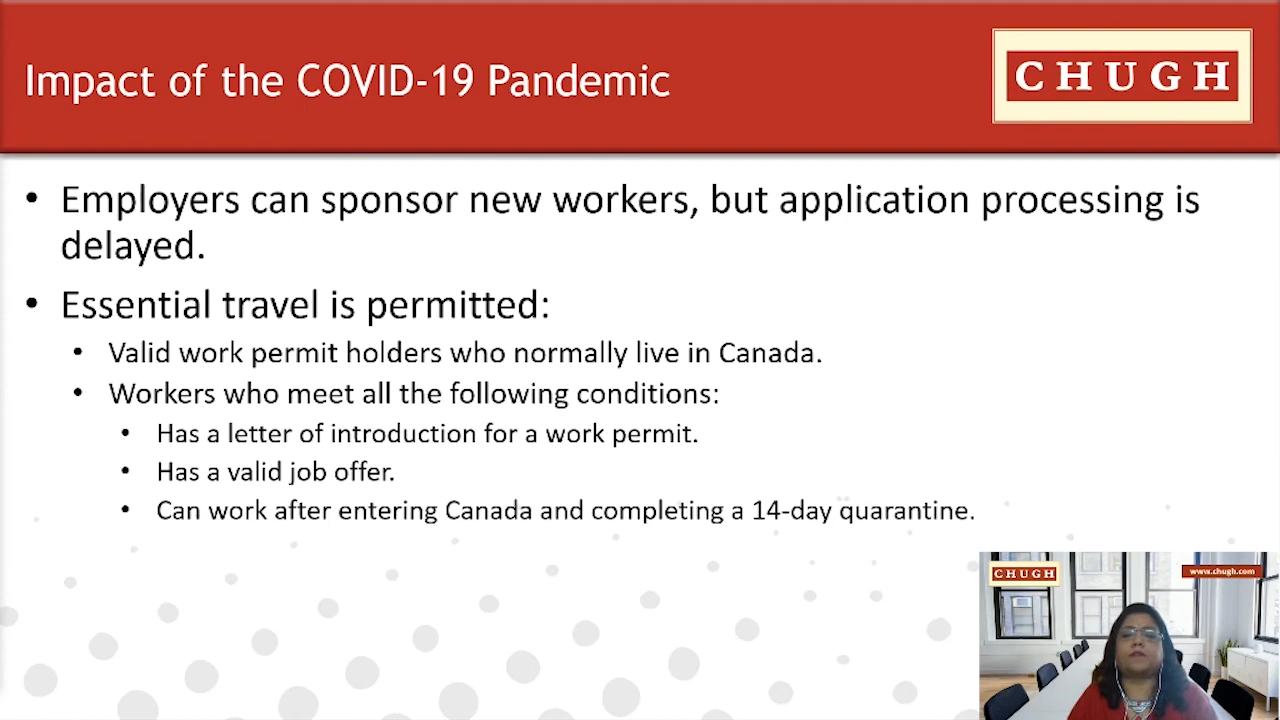 Impact of the COVID-19 Pandemic
CHUGH
• Employers can sponsor new workers, but application processing is
delayed.
• Essential travel is permitted:
• Valid work permit holders who normally live in Canada.
• Workers who meet all the following conditions:
• Has a letter of introduction for a work permit.
• Has a valid job offer.
• Can work after entering Canada and completing a 14-day quarantine.
CHUGH
www.chugh.com